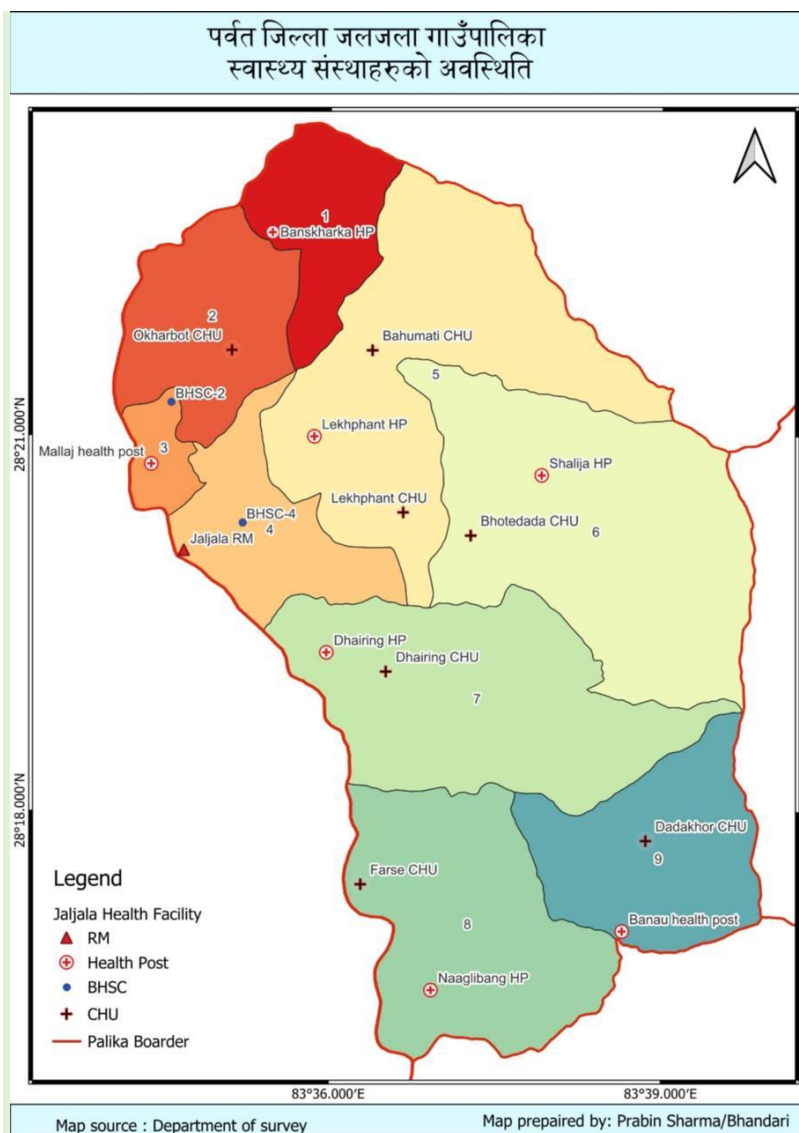 पर्वत जिल्ला जलजला गाउँपालिका
स्वास्थ्य संस्थाहरुको अवस्थिति
1
Banskharka HP
2
Okharbot CHU
Bahumati CHU
5
BHSC-2
Lekhphant HP
3
Mallaj health post
Shalija HP
Lekhphant CHU
BHSC-4
4
Bhotedada CHU
6
Jaljala RM
Dhairing HP
Dhairing CHU
7
Dadakhor CHU
9
Farse CHU
8
Banau health post
Naaglibang HP
28°21.000'N
28°18.000'N
Legend
Jaljala Health Facility
RM
Health Post
BHSC
CHU
Palika Boarder
83°36.000'E
83°39.000'E
Map source : Department of survey
Map prepaired by: Prabin Sharma/Bhandari